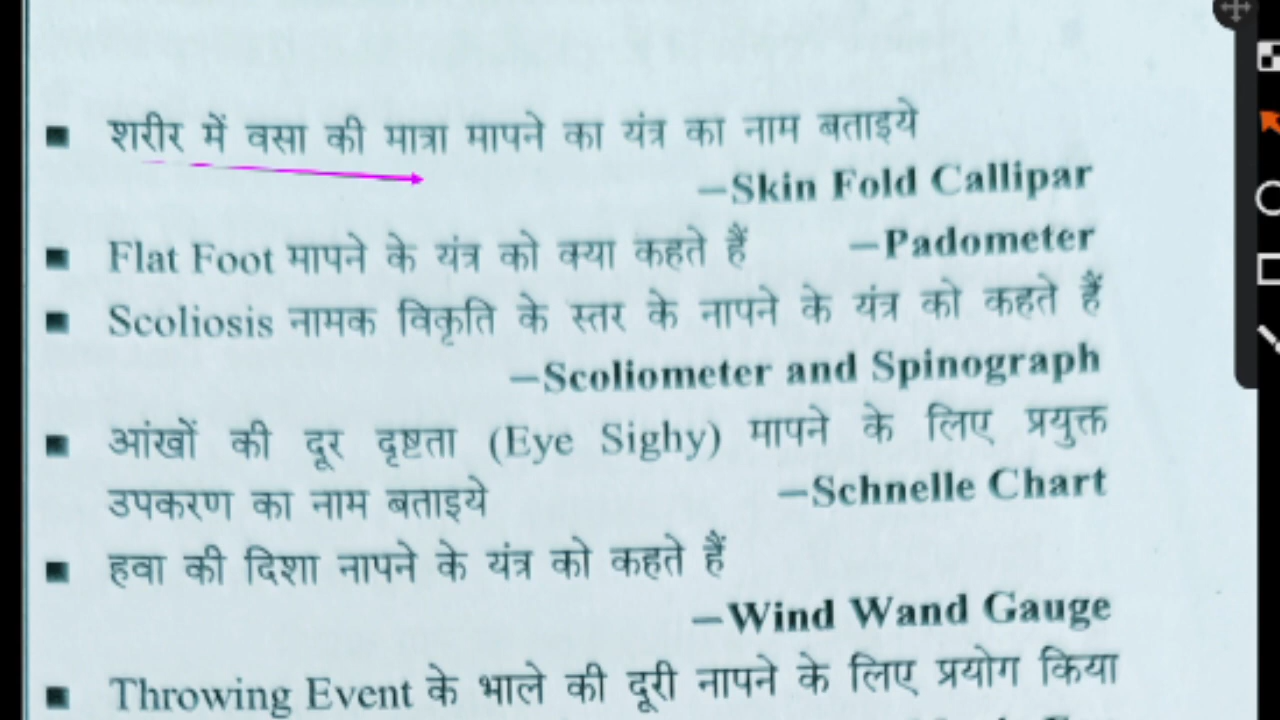 ▪ शरीर में वसा की मात्रा मापने का यंत्र का नाम बताइये
–Skin Fold Callipar
▪ Flat Foot मापने के यंत्र को क्या कहते हैं –Padometer
▪ Scoliosis नामक विकृति के स्तर के नापने के यंत्र को कहते हैं
–Scoliometer and Spinograph
▪ आंखों की दूर दृष्टता (Eye Sighy) मापने के लिए प्रयुक्त
उपकरण का नाम बताइये –Schnelle Chart
▪ हवा की दिशा नापने के यंत्र को कहते हैं
–Wind Wand Gauge
▪ Throwing Event के भाले की दूरी नापने के लिए प्रयोग किया